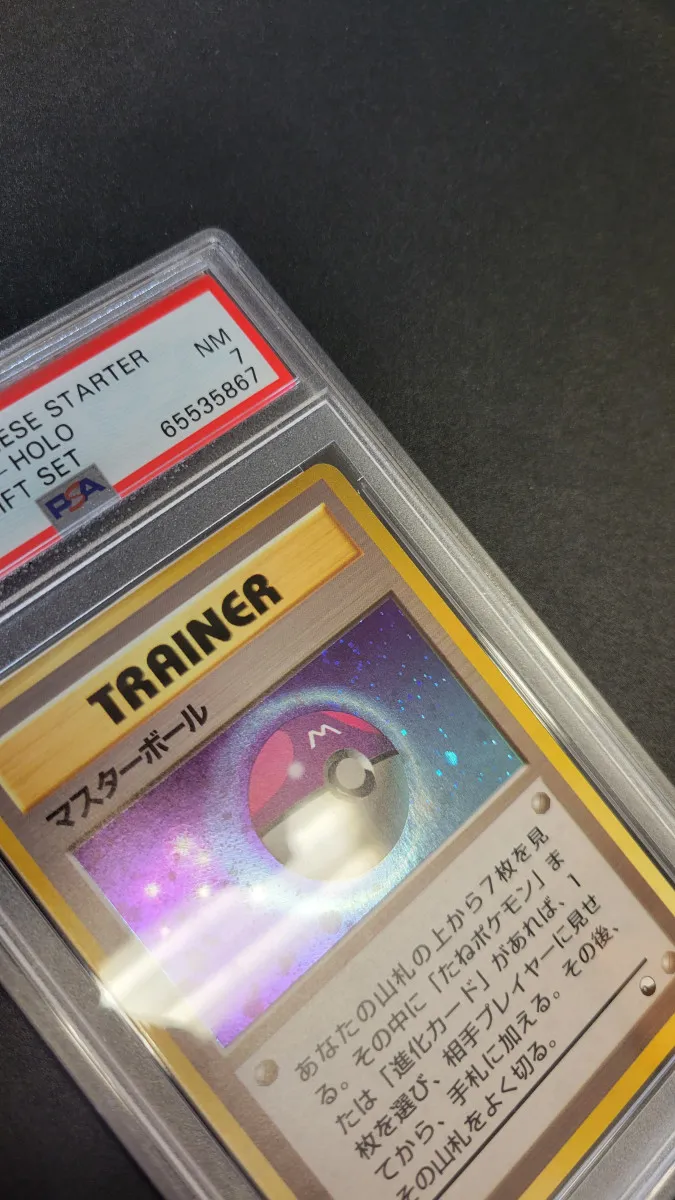 ESE STARTER
NM
-HOLO
7
IFT SET
65535867
PSA
TRAINER
マスターボール
M
あなたの山札の上から7枚を見
る。その中に「たねポケモン」ま
たは「進化カード」があれば、1
枚を選び、相手プレイヤーに見せ
てから、手札に加える。その後、
その山札をよく切る。